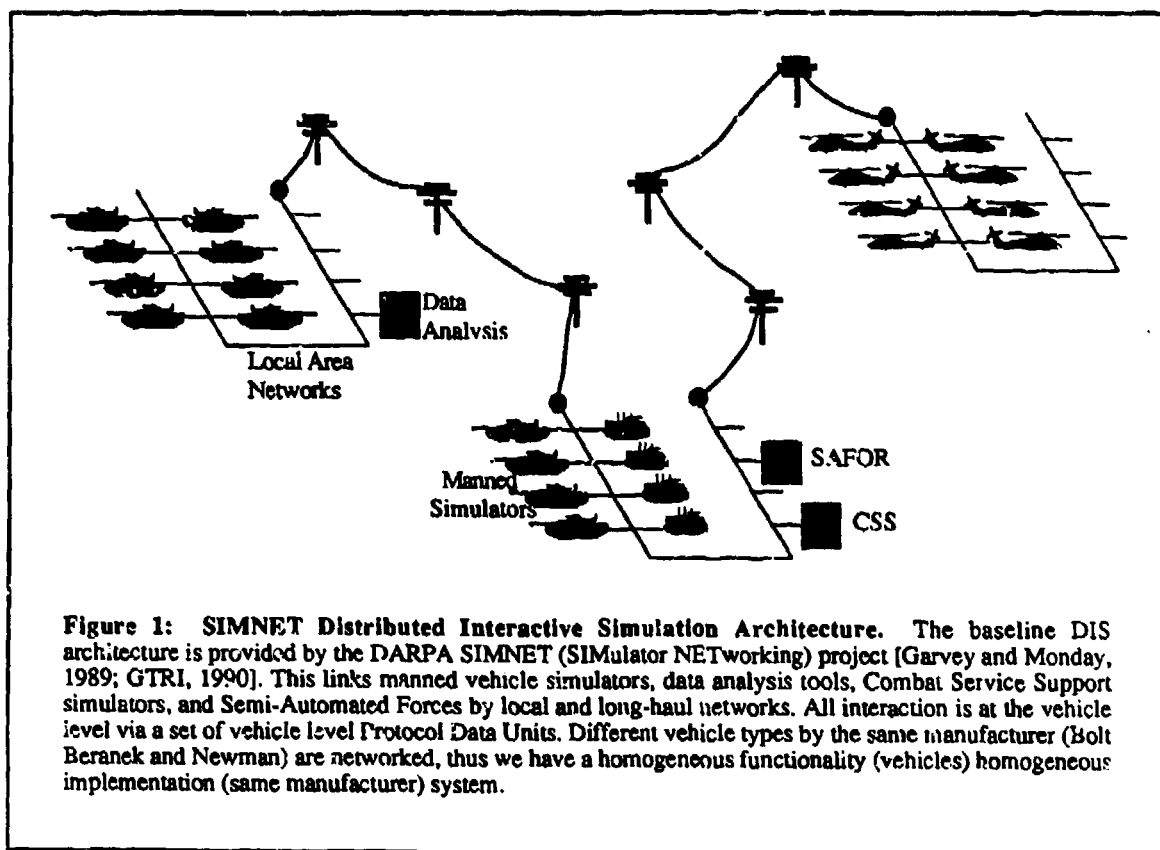 Data
Analysis
Local Area
Networks
Manned
Simulators
SAFOR
CSS
Figure 1: SIMNET Distributed Interactive Simulation Architecture. The baseline DIS
architecture is provided by the DARPA SIMNET (SIMulator NETworking) project [Garvey and Monday,
1989; GTRI, 1990]. This links manned vehicle simulators, data analysis tools, Combat Service Support
simulators, and Semi-Automated Forces by local and long-haul networks. All interaction is at the vehicle
level via a set of vehicle level Protocol Data Units. Different vehicle types by the same manufacturer (Bolt
Beranek and Newman) are networked, thus we have a homogeneous functionality (vehicles) homogeneous
implementation (same manufacturer) system.